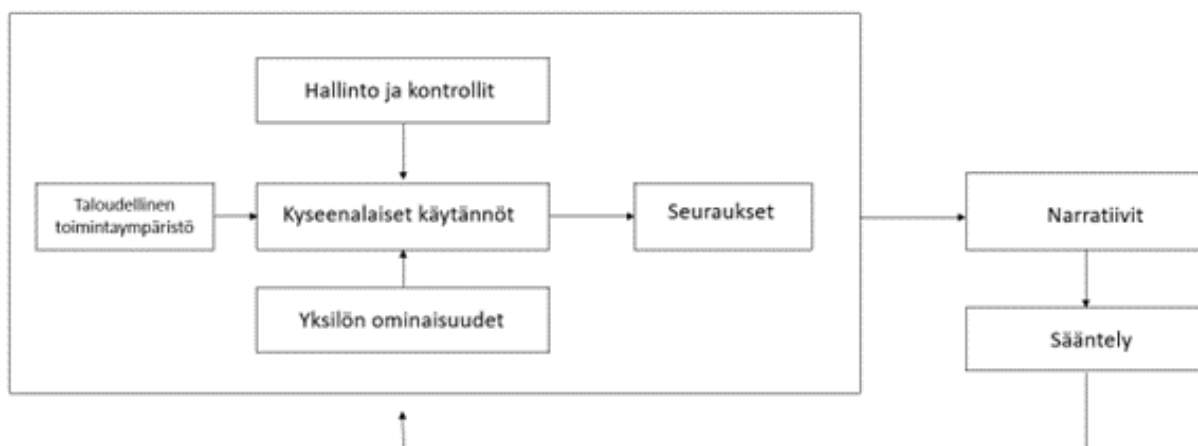 Hallinto ja kontrollit
Taloudellinen
toimintaympäristö
Kyseenalaiset käytännöt
Seuraukset
Narratiivit
Yksilön ominaisuudet
Sääntely